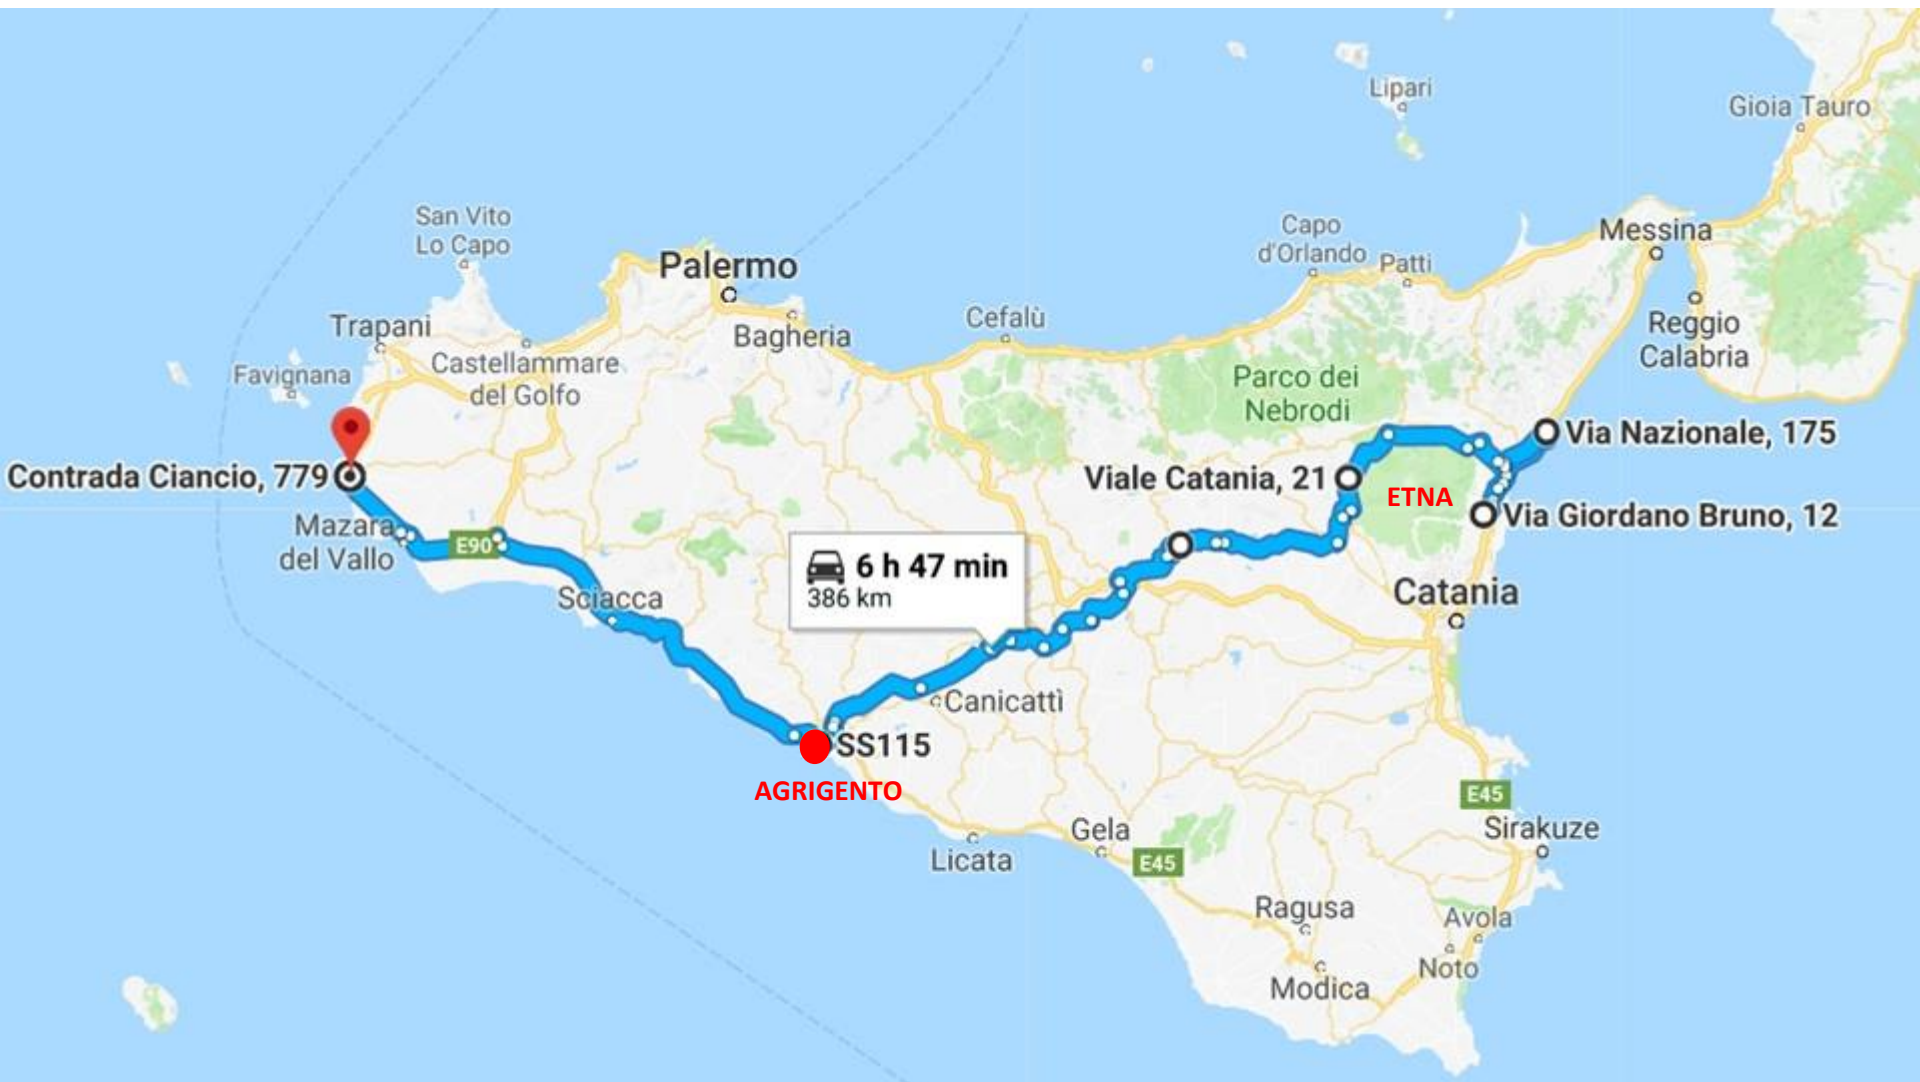 Lipari
Gioia Tauro
San Vito
Lo Capo
Capo
d'Orlando
Patti
Messina
Palermo
Trapani
Bagheria
Cefalù
Reggio
Calabria
Castellammare
del Golfo
Favignana
Parco dei
Nebrodi
Via Nazionale, 175
Contrada Ciancio, 779
Viale Catania, 21
ETNA
Via Giordano Bruno, 12
Mazara
del Vallo
E90
6 h 47 min
386 km
Sciacca
Catania
Canicattì
SS115
AGRIGENTO
E45
Sirakuze
Gela
Licata
E45
Ragusa
Avola
Noto
Modica